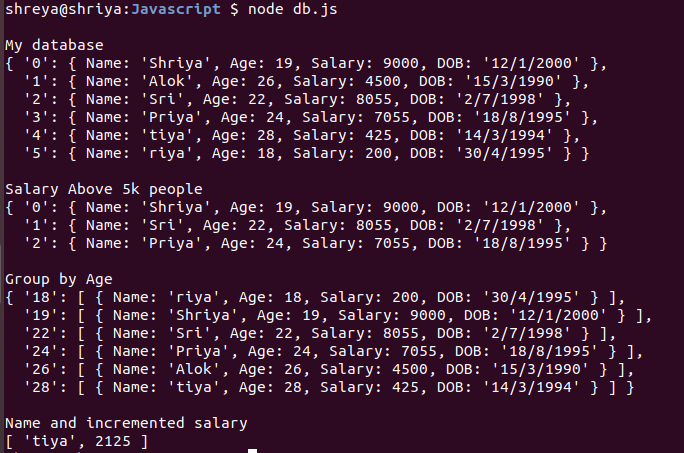 shreya@shriya:Javascript $ node db.js
My database
{ '0': { Name: 'Shriya', Age: 19, Salary: 9000, DOB: '12/1/2000' },
'1': { Name: 'Alok', Age: 26, Salary: 4500, DOB: '15/3/1990' },
'2': { Name: 'Sri', Age: 22, Salary: 8055, DOB: '2/7/1998' },
'3': { Name: 'Priya', Age: 24, Salary: 7055, DOB: '18/8/1995' },
'4': { Name: 'tiya', Age: 28, Salary: 425, DOB: '14/3/1994' },
'5': { Name: 'riya', Age: 18, Salary: 200, DOB: '30/4/1995' } }
Salary Above 5k people
{ '0': { Name: 'Shriya', Age: 19, Salary: 9000, DOB: '12/1/2000' },
'1': { Name: 'Sri', Age: 22, Salary: 8055, DOB: '2/7/1998' },
'2': { Name: 'Priya', Age: 24, Salary: 7055, DOB: '18/8/1995' } }
Group by Age
{ '18': [ { Name: 'riya', Age: 18, Salary: 200, DOB: '30/4/1995' } ],
'19': [ { Name: 'Shriya', Age: 19, Salary: 9000, DOB: '12/1/2000' } ],
'22': [ { Name: 'Sri', Age: 22, Salary: 8055, DOB: '2/7/1998' } ],
'24': [ { Name: 'Priya', Age: 24, Salary: 7055, DOB: '18/8/1995' } ],
'26': [ { Name: 'Alok', Age: 26, Salary: 4500, DOB: '15/3/1990' } ],
'28': [ { Name: 'tiya', Age: 28, Salary: 425, DOB: '14/3/1994' } ] }
Name and incremented salary
[ 'tiya', 2125 ]